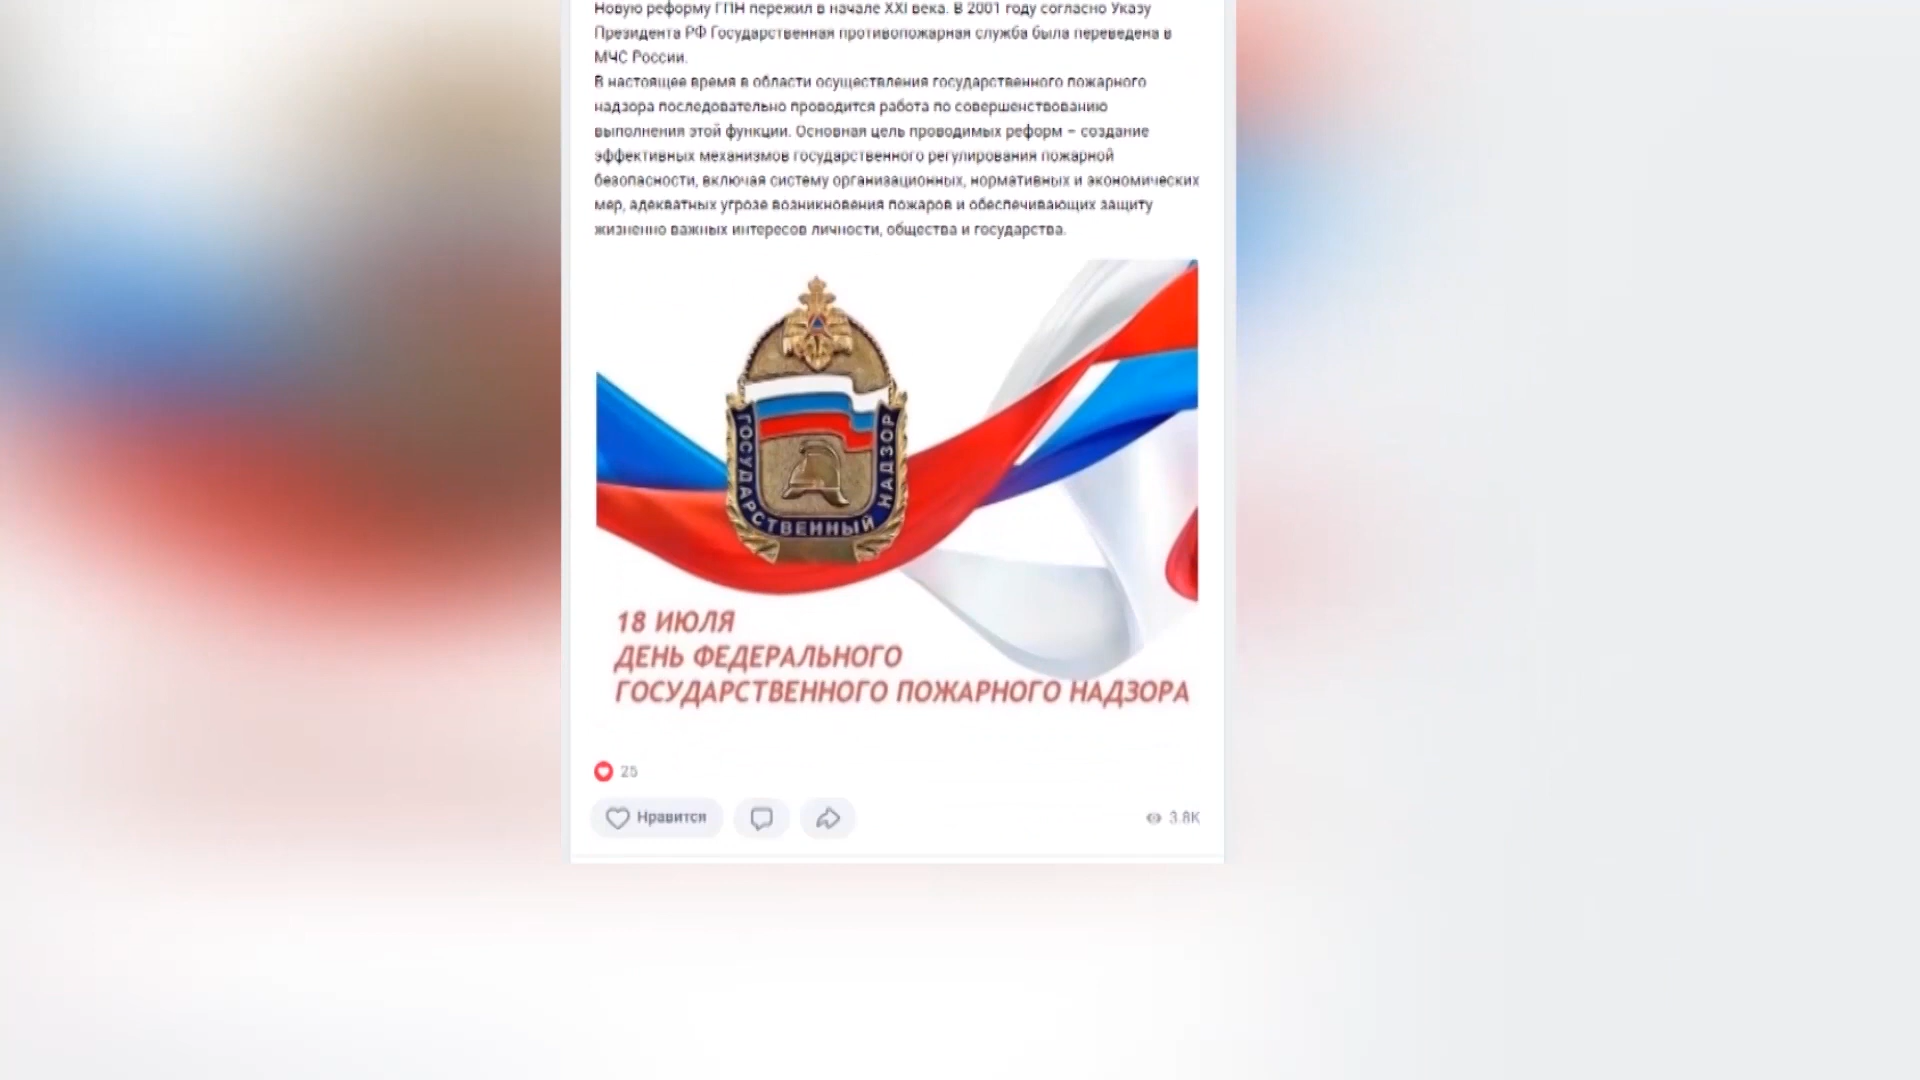 Новую реформу ГПН пережил в начале XXI века. В 2001 году согласно Указу
Президента РФ Государственная противопожарная служба была переведена в
МЧС России.
В настоящее время в области осуществления государственного пожарного
надзора последовательно проводится работа по совершенствованию
выполнения этой функции. Основная цель проводимых реформ – создание
эффективных механизмов государственного регулирования пожарной
безопасности, включая систему организационных, нормативных и экономических
мер, адекватных угрозе возникновения пожаров и обеспечивающих защиту
жизненно важных интересов личности, общества и государства.
ГОСУДАРСТВЕННЫЙ НАДЗОР
18 ИЮЛЯ
ДЕНЬ ФЕДЕРАЛЬНОГО
ГОСУДАРСТВЕННОГО ПОЖАРНОГО НАДЗОРА
25
Нравится
3.8K